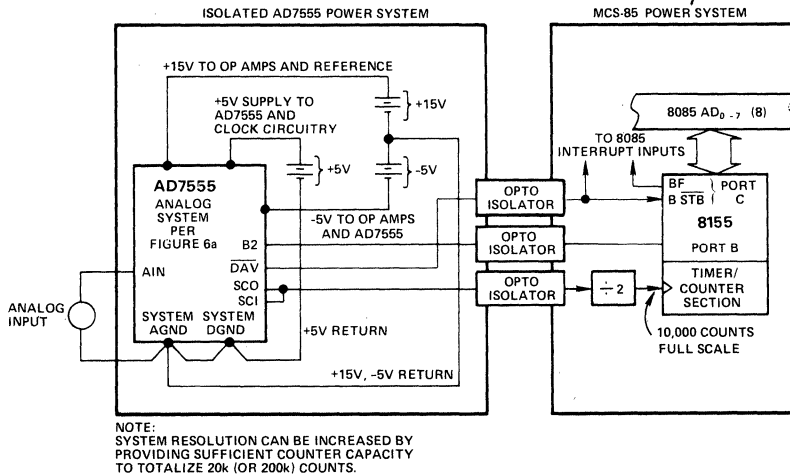 ISOLATED AD7555 POWER SYSTEM
MCS-85 POWER SYSTEM
+15V TO OP AMPS AND REFERENCE
+5V SUPPLY TO
AD7555 AND
CLOCK CIRCUITRY
+15V
+5V
-5V
8085 AD0 - 7 (8)
TO 8085
INTERRUPT INPUTS
AD7555
ANALOG
SYSTEM
PER
FIGURE 6a
-5V TO OP AMPS
AND AD7555
B2
DAV
SCO
SCI
AIN
SYSTEM
AGND
SYSTEM
DGND
ANALOG
INPUT
+5V RETURN
+15V, -5V RETURN
OPTO
ISOLATOR
OPTO
ISOLATOR
OPTO
ISOLATOR
÷ 2
BF
B STB
PORT
C
8155
PORT B
TIMER/
COUNTER
SECTION
10,000 COUNTS
FULL SCALE
NOTE:
SYSTEM RESOLUTION CAN BE INCREASED BY
PROVIDING SUFFICIENT COUNTER CAPACITY
TO TOTALIZE 20k (OR 200k) COUNTS.